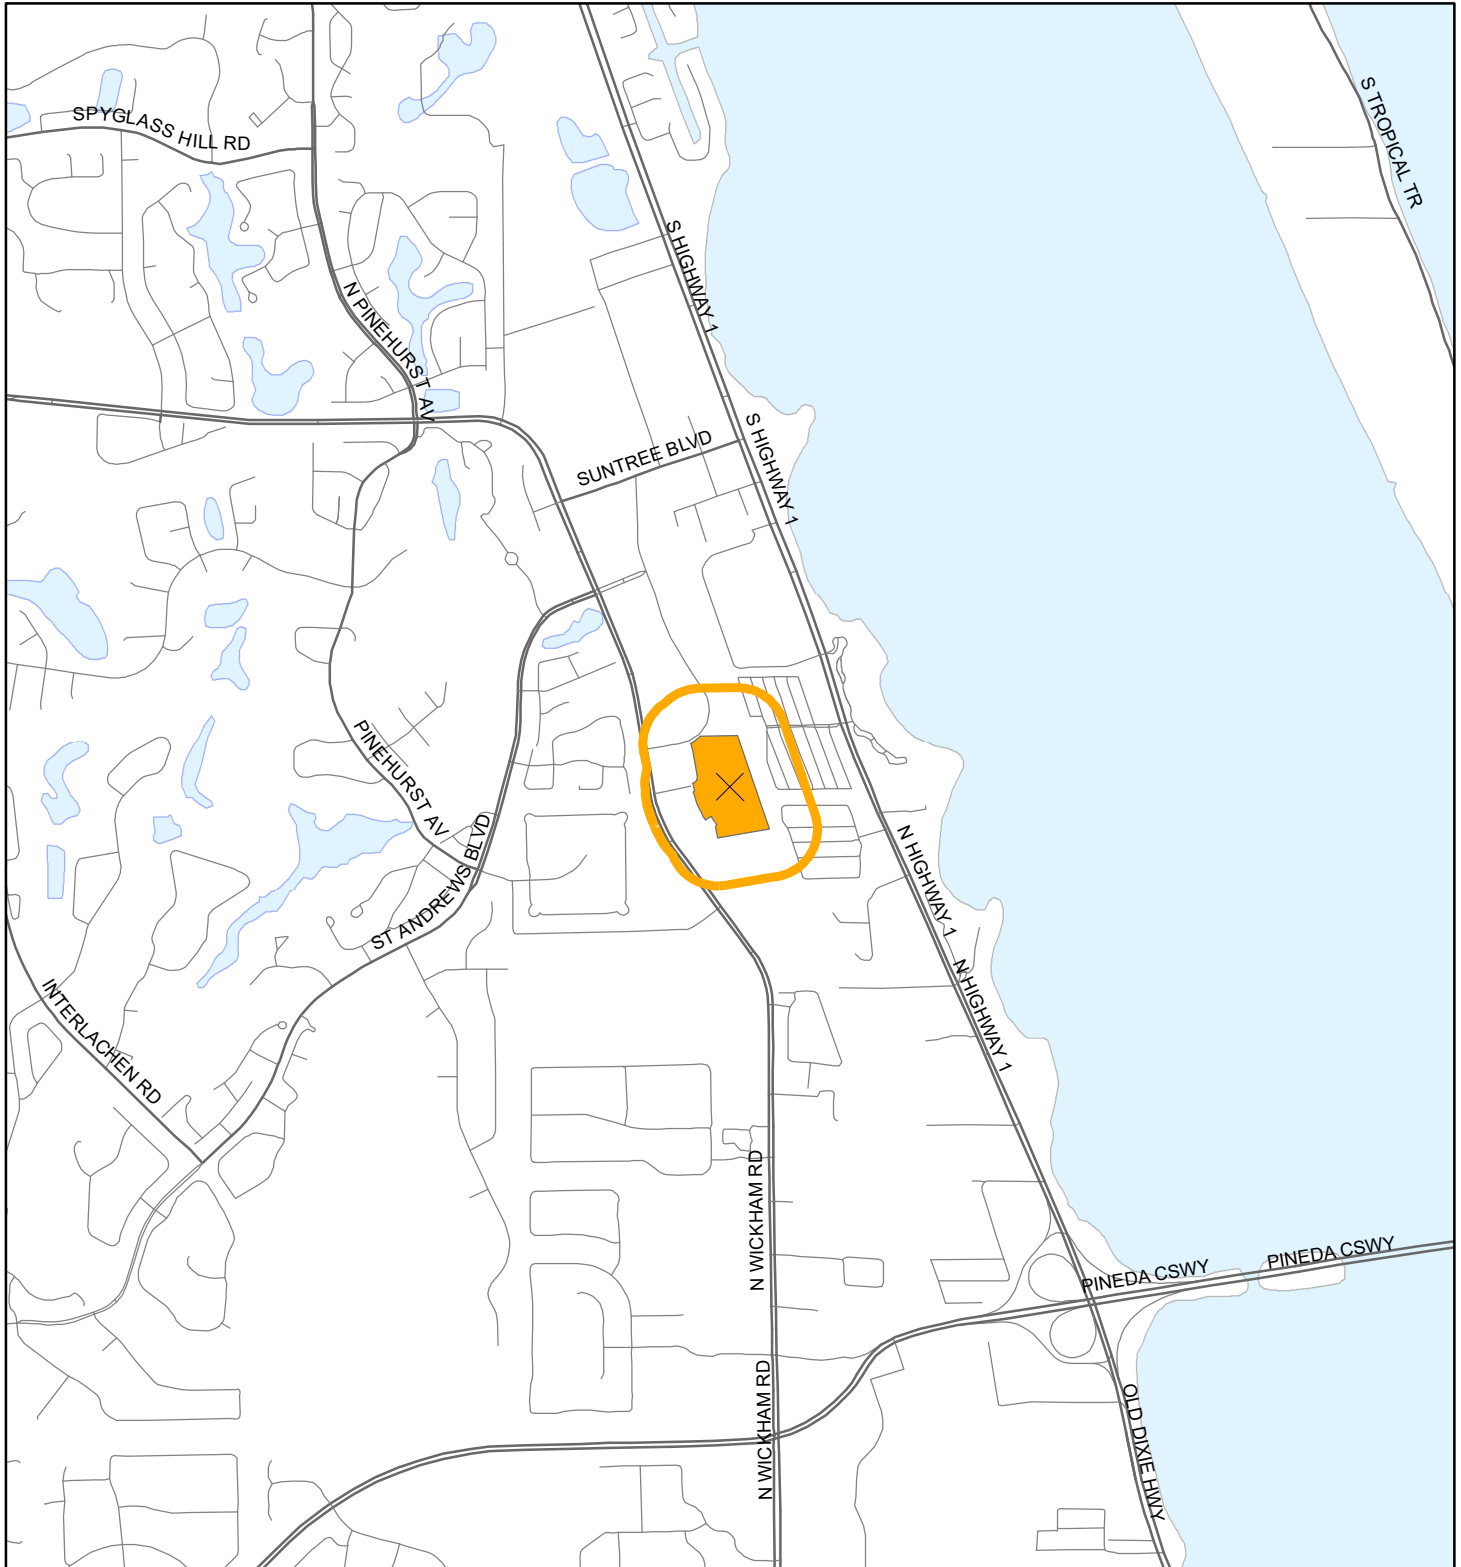 S TROPICAL TR
SPYGLASS HILL RD
S HIGHWAY 1
N PINEHURST AV
SUNTREE BLVD
S HIGHWAY 1
PINEHURST AV
ST ANDREWS BLVD
N HIGHWAY 1
N HIGHWAY 1
INTERLACHEN RD
N WICKHAM RD
PINEDA CSWY
PINEDA CSWY
N WICKHAM RD
OLD DIXIE HWY